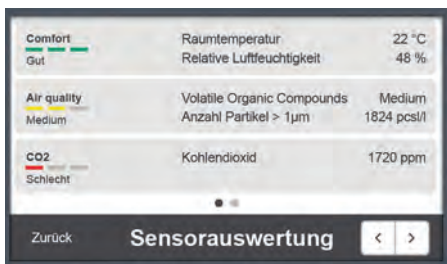 Comfort Raumtemperatur 22 °C
Gut Relative Luftfeuchtigkeit 48 %
Air quality Volatile Organic Compounds Medium
Medium Anzahl Partikel > 1µm 1824 pcsl/l
CO2 Kohlendioxid 1720 ppm
Schlecht
Zurück Sensorauswertung < >